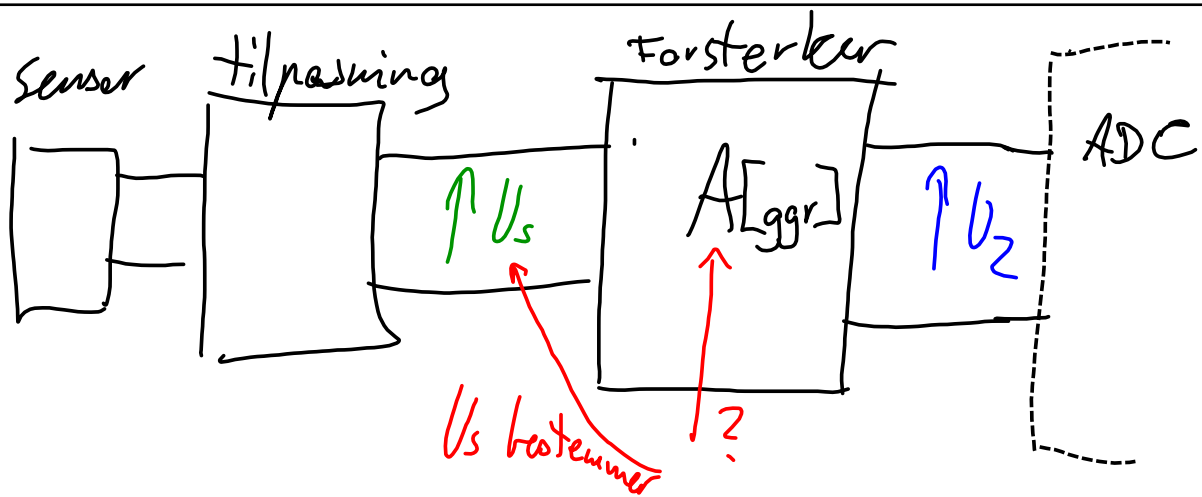 Sensor
tilpasning
Forsterker
ADC
Us
A[ggr]
U2
Us bestemmer
?